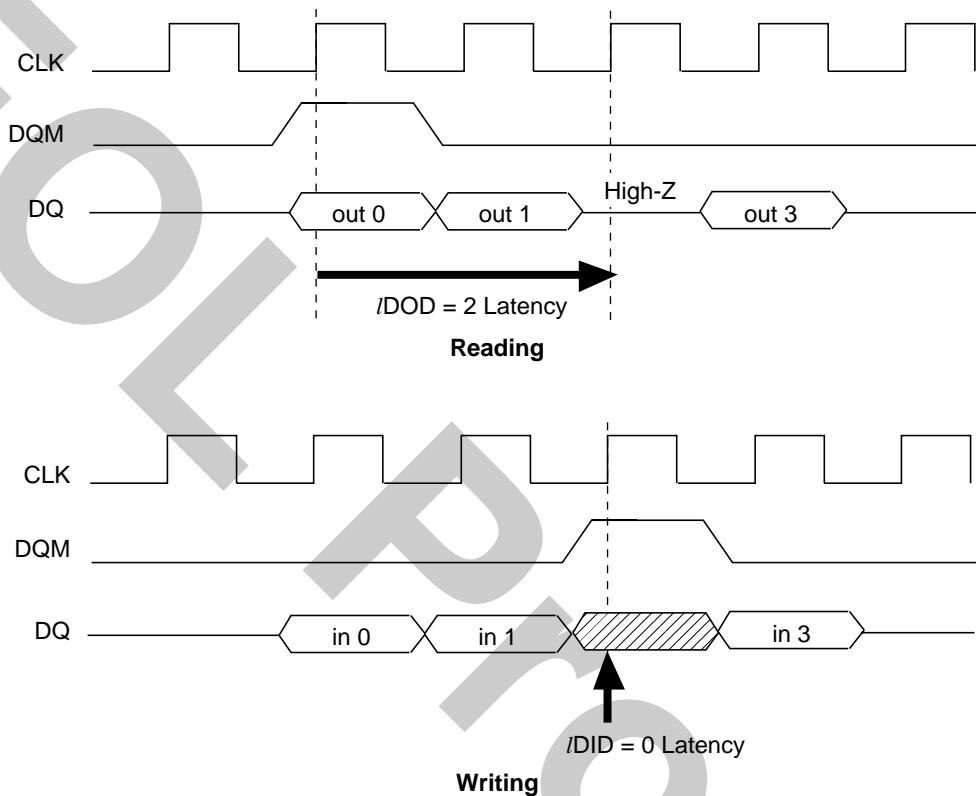 CLK
DQM
DQ
out 0
out 1
High-Z
out 3
lDOD = 2 Latency
Reading
CLK
DQM
DQ
in 0
in 1
in 3
lDID = 0 Latency
Writing